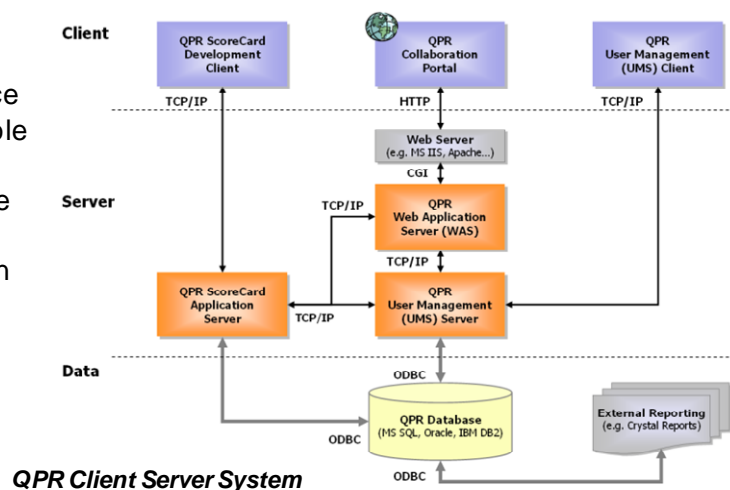 Client
QPR ScoreCard
Development
Client
QPR
Collaboration
Portal
QPR
User Management
(UMS) Client
TCP/IP
HTTP
TCP/IP
Web Server
(e.g. MS IIS, Apache...)
CGI
Server
TCP/IP
QPR
Web Application
Server (WAS)
TCP/IP
QPR ScoreCard
Application
Server
TCP/IP
QPR
User Management
(UMS) Server
Data
ODBC
QPR Database
(MS SQL, Oracle, IBM DB2)
ODBC
External Reporting
(e.g. Crystal Reports)
ODBC
QPR Client Server System